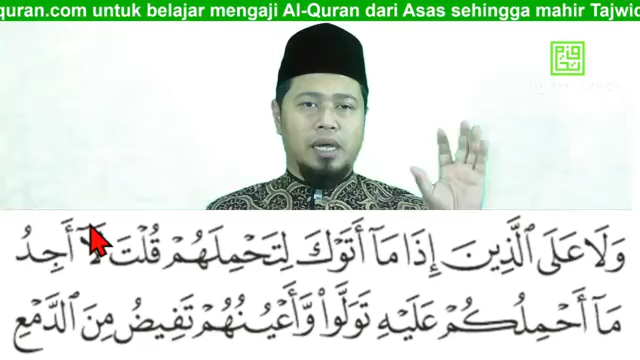 quran.com untuk belajar mengaji Al-Quran dari Asas sehingga mahir Tajwid
وَلَا عَلَى ٱلَّذِينَ إِذَا مَآ أَتَوْكَ لِتَحْمِلَهُمْ قُلْتَ لَآ أَجِدُ
مَآ أَحْمِلُكُمْ عَلَيْهِ تَوَلَّوا۟ وَّأَعْيُنُهُمْ تَفِيضُ مِنَ ٱلدَّمْعِ